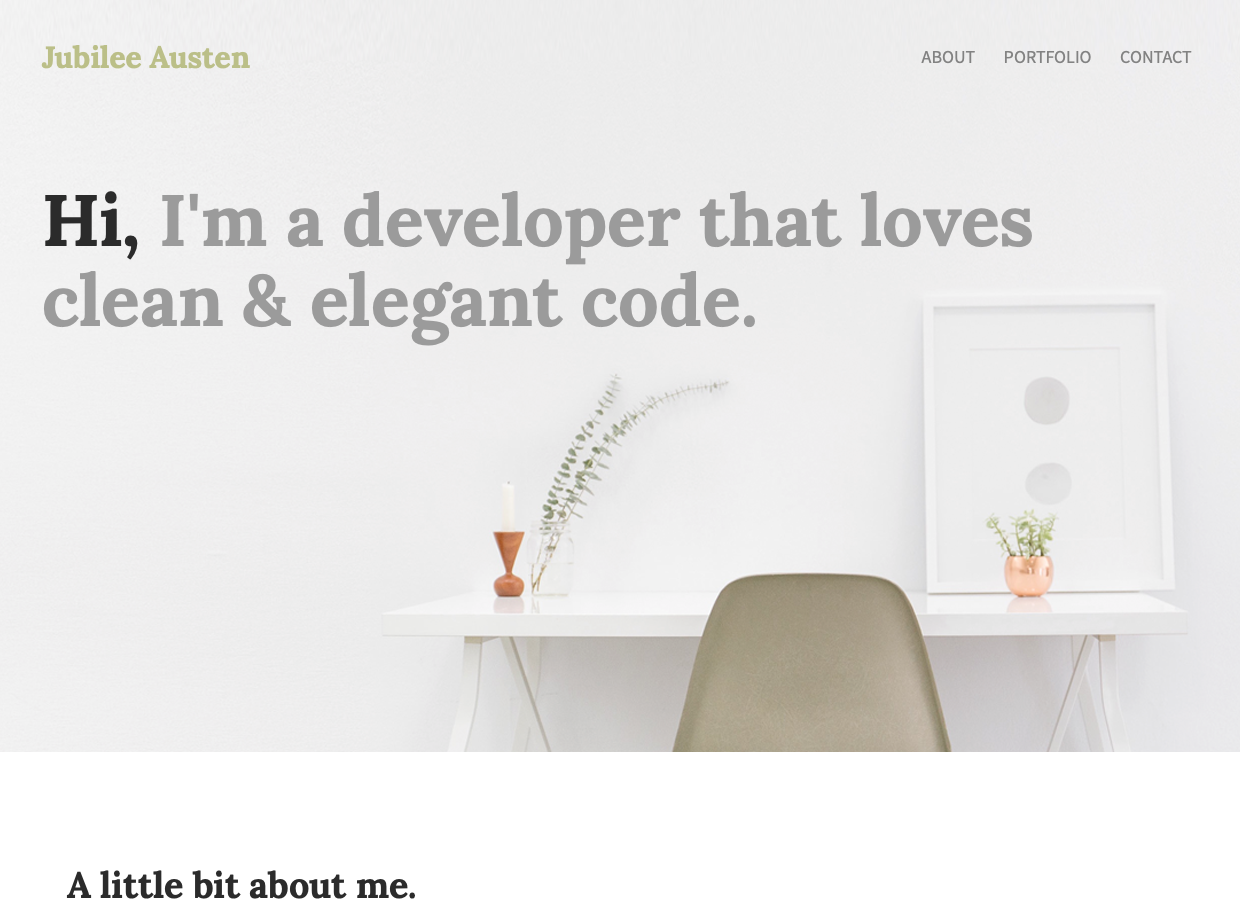 Jubilee Austen
ABOUT PORTFOLIO CONTACT
Hi, I'm a developer that loves
clean & elegant code.
A little bit about me.